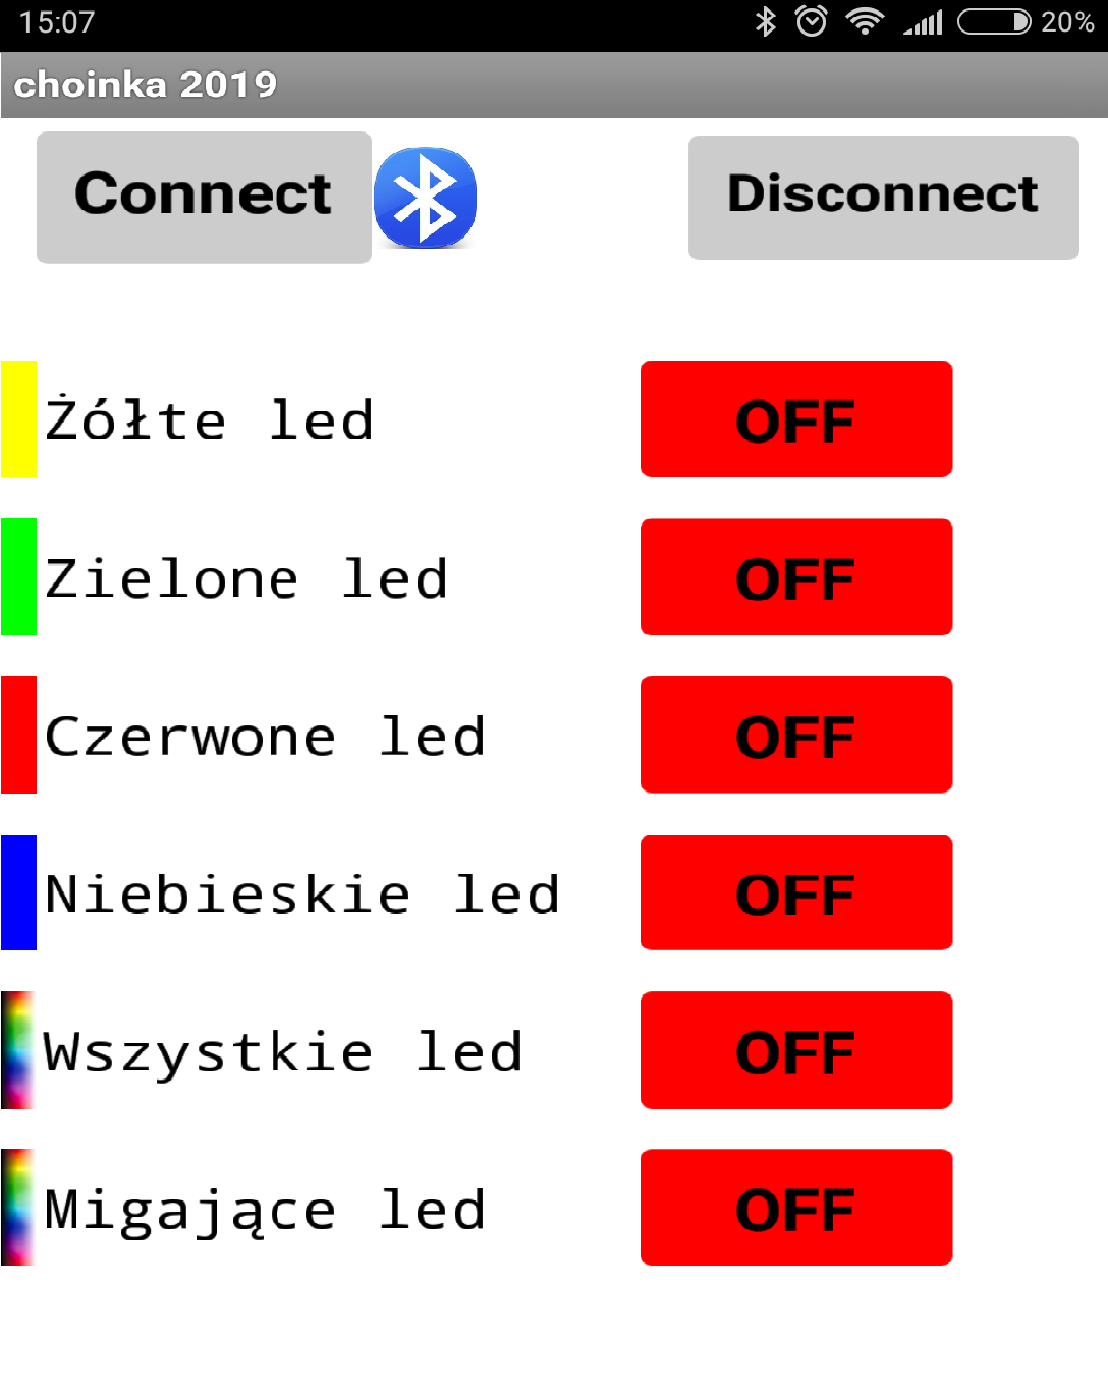 15:07 20%
choinka 2019
Connect Disconnect
Żółte led OFF
Zielone led OFF
Czerwone led OFF
Niebieskie led OFF
Wszystkie led OFF
Migające led OFF